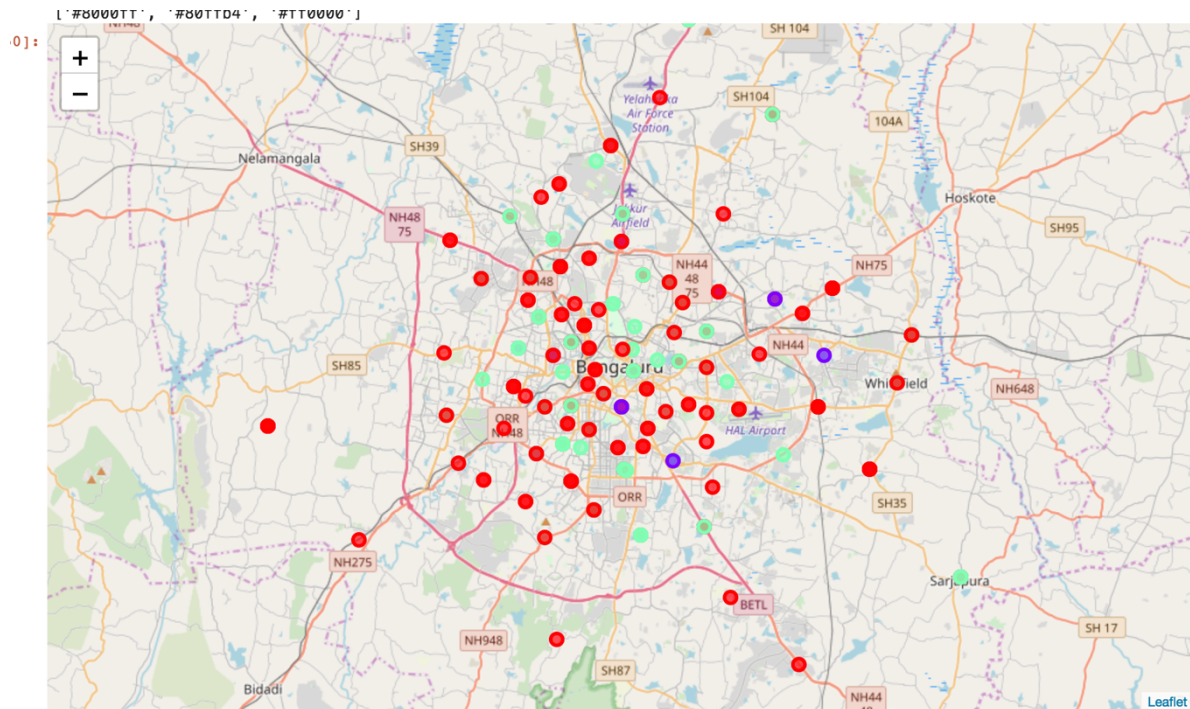 ['#8000ff', '#80ffb4', '#ff0000']
0]:
+
−
NH48
SH 104
Yelahanka
Air Force
Station
SH104
104A
SH39
Nelamangala
Hoskote
Jakkur
Airfield
NH48
75
SH95
NH44
48
75
NH75
NH48
NH44
SH85
Bengaluru
Whitefield
NH648
ORR
NH48
HAL Airport
ORR
SH35
NH275
Sarjapura
BETL
SH 17
NH948
SH87
Bidadi
NH44
Leaflet